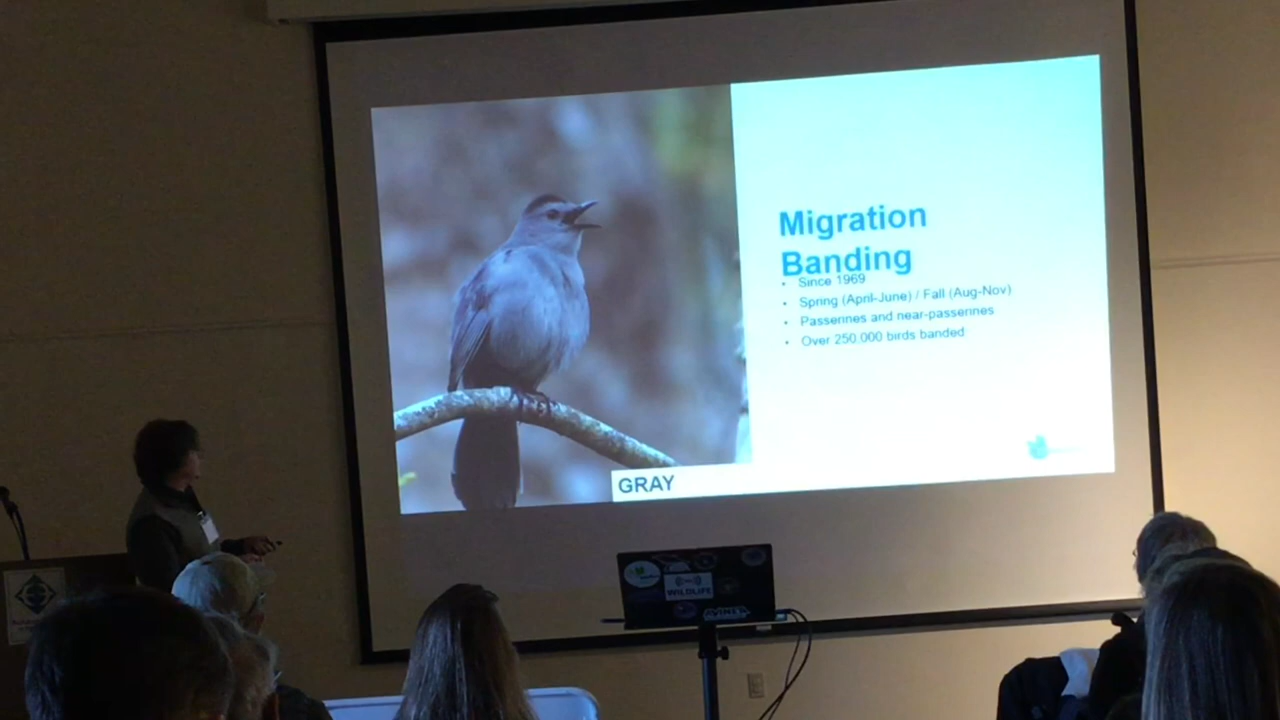 Migration
Banding
• Since 1969
• Spring (April-June) / Fall (Aug-Nov)
• Passerines and near-passerines
• Over 250,000 birds banded
GRAY
WILDLIFE